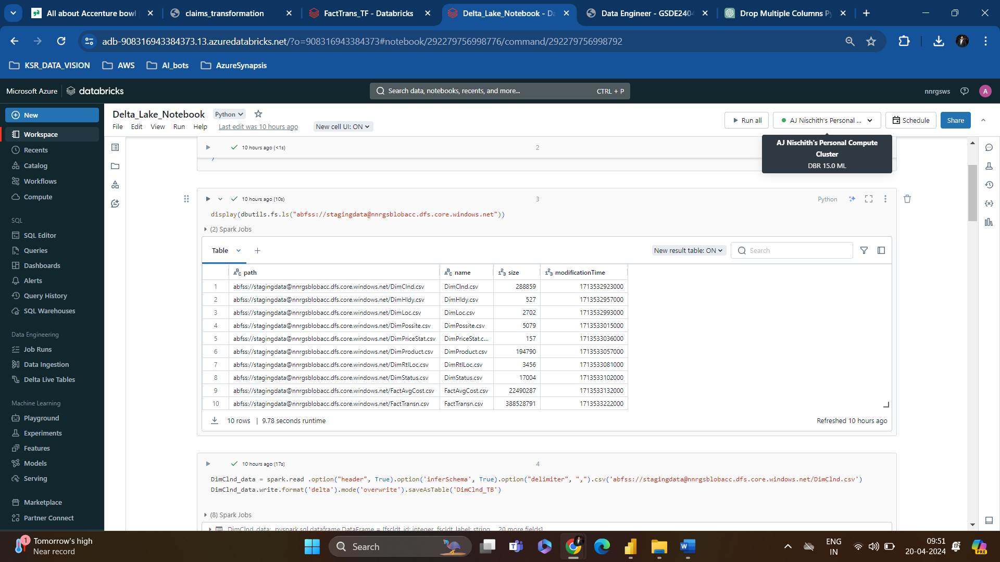 All about Accenture bowl
claims_transformation
FactTrans_TF - Databricks
Delta_Lake_Notebook - Da
Data Engineer - GSDE2404
Drop Multiple Columns Py
adb-908316943384373.13.azuredatabricks.net/?o=908316943384373#notebook/292279756998776/command/292279756998792
KSR_DATA_VISION
AWS
AI_bots
AzureSynapsis
Microsoft Azure
databricks
Search data, notebooks, recents, and more...
CTRL + P
nnrgsws
A
New
Workspace
Recents
Catalog
Workflows
Compute
SQL
SQL Editor
Queries
Dashboards
Alerts
Query History
SQL Warehouses
Data Engineering
Job Runs
Data Ingestion
Delta Live Tables
Machine Learning
Playground
Experiments
Features
Models
Serving
Marketplace
Partner Connect
Delta_Lake_Notebook
Python
File Edit View Run Help
Last edit was 10 hours ago
New cell UI: ON
Run all
AJ Nischith's Personal ...
Schedule
Share
AJ Nischith's Personal Compute
Cluster
DBR 15.0 ML
10 hours ago (<1s)
2
)
10 hours ago (10s)
3
Python
display(dbutils.fs.ls("abfss://stagingdata@nnrgsblobacc.dfs.core.windows.net"))
(2) Spark Jobs
Table
New result table: ON
Search
path name size modificationTime
1 abfss://stagingdata@nnrgsblobacc.dfs.core.windows.net/DimClnd.csv DimClnd.csv 288859 1713532923000
2 abfss://stagingdata@nnrgsblobacc.dfs.core.windows.net/DimHldy.csv DimHldy.csv 527 1713532957000
3 abfss://stagingdata@nnrgsblobacc.dfs.core.windows.net/DimLoc.csv DimLoc.csv 2702 1713532993000
4 abfss://stagingdata@nnrgsblobacc.dfs.core.windows.net/DimPossite.csv DimPossite.csv 5079 1713533015000
5 abfss://stagingdata@nnrgsblobacc.dfs.core.windows.net/DimPriceStat.csv DimPriceStat.c... 157 1713533036000
6 abfss://stagingdata@nnrgsblobacc.dfs.core.windows.net/DimProduct.csv DimProduct.csv 194790 1713533057000
7 abfss://stagingdata@nnrgsblobacc.dfs.core.windows.net/DimRtlLoc.csv DimRtlLoc.csv 3456 1713533081000
8 abfss://stagingdata@nnrgsblobacc.dfs.core.windows.net/DimStatus.csv DimStatus.csv 17004 1713533102000
9 abfss://stagingdata@nnrgsblobacc.dfs.core.windows.net/FactAvgCost.csv FactAvgCost.csv 22490287 1713533132000
10 abfss://stagingdata@nnrgsblobacc.dfs.core.windows.net/FactTransn.csv FactTransn.csv 388528791 1713533222000
10 rows | 9.78 seconds runtime
Refreshed 10 hours ago
10 hours ago (17s)
4
DimClnd_data = spark.read .option("header", True).option('inferSchema', True).option("delimiter", ",").csv('abfss://stagingdata@nnrgsblobacc.dfs.core.windows.net/DimClnd.csv')
DimClnd_data.write.format('delta').mode('overwrite').saveAsTable('DimClnd_TB')
(8) Spark Jobs
DimClnd_data: pyspark.sql.dataframe.DataFrame = [fscldt_id: integer, fscldt_label: string ... 20 more fields]
1
Tomorrow's high
Near record
Search
ENG
IN
09:51
20-04-2024
PRE